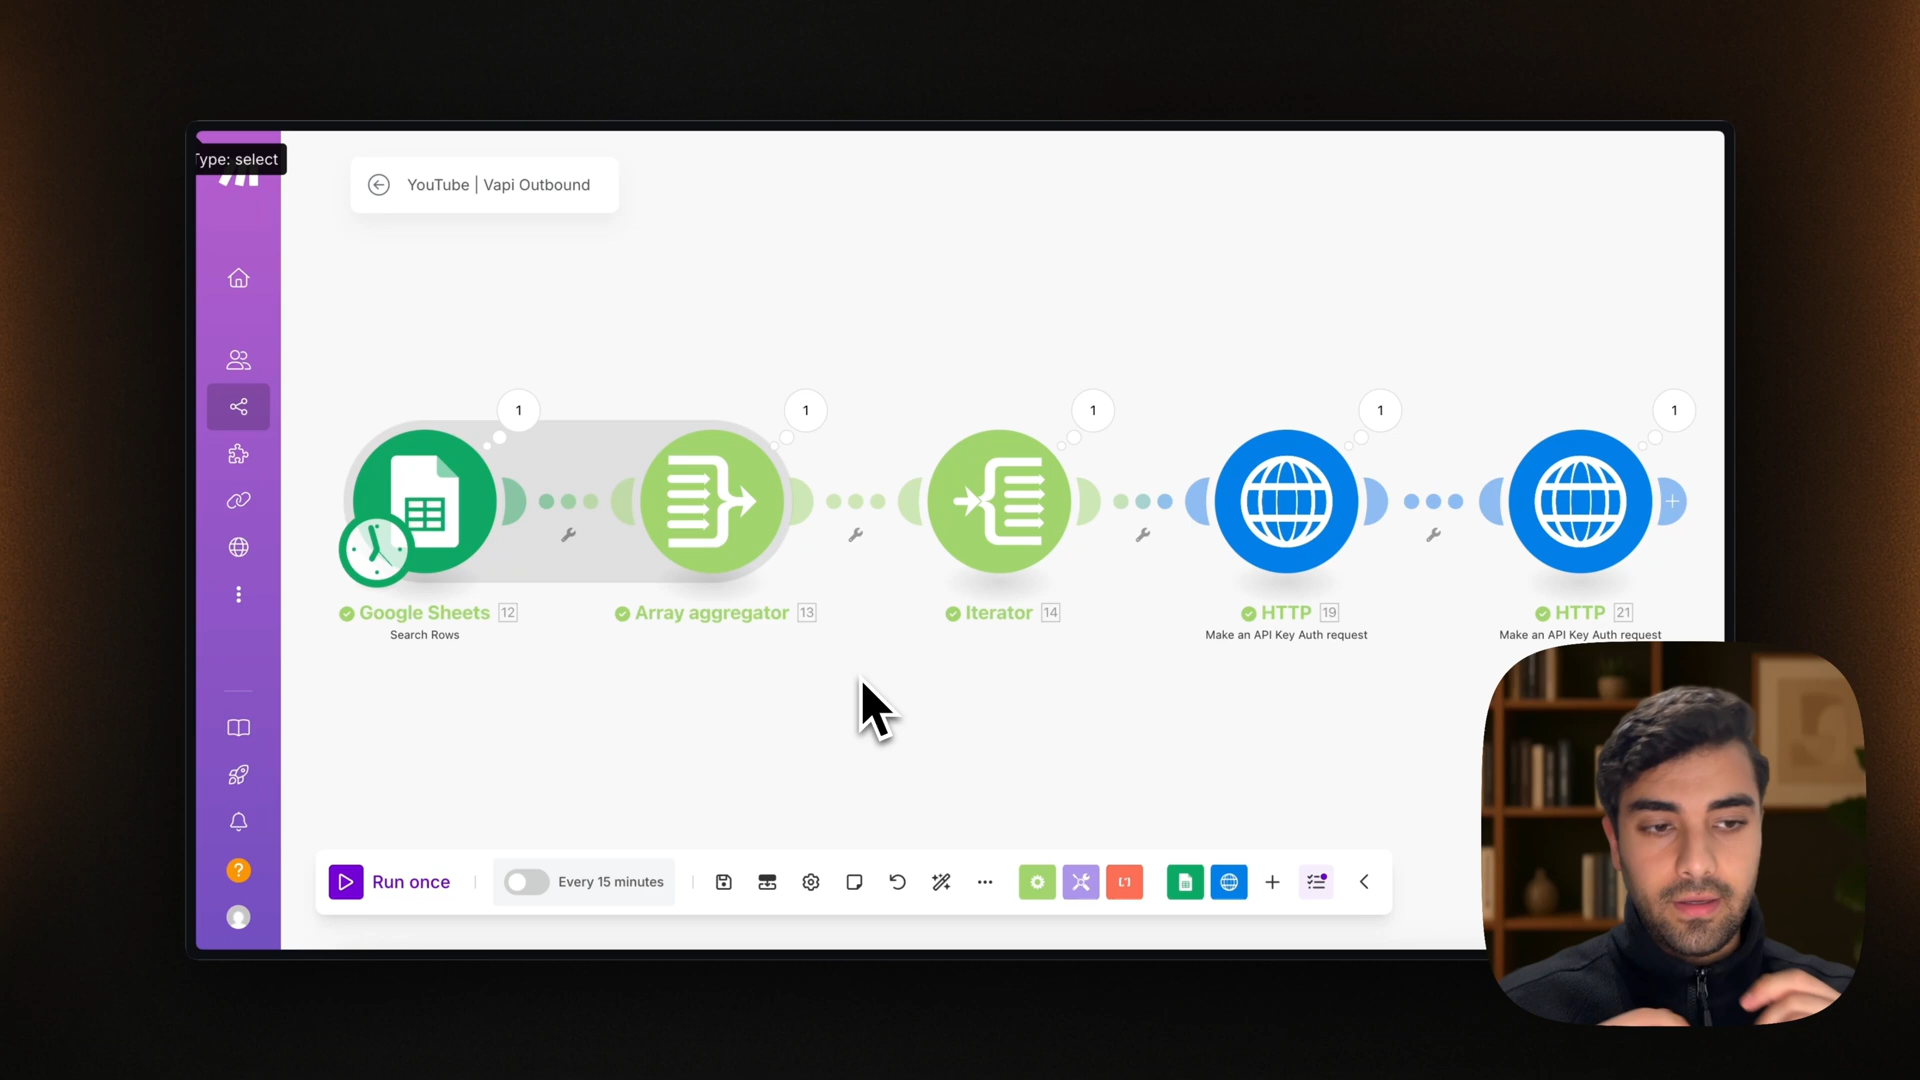 Type: select
YouTube | Vapi Outbound
1
1
1
1
1
Google Sheets 12
Search Rows
Array aggregator 13
Iterator 14
HTTP 19
Make an API Key Auth request
HTTP 21
Make an API Key Auth request
Run once
Every 15 minutes
?